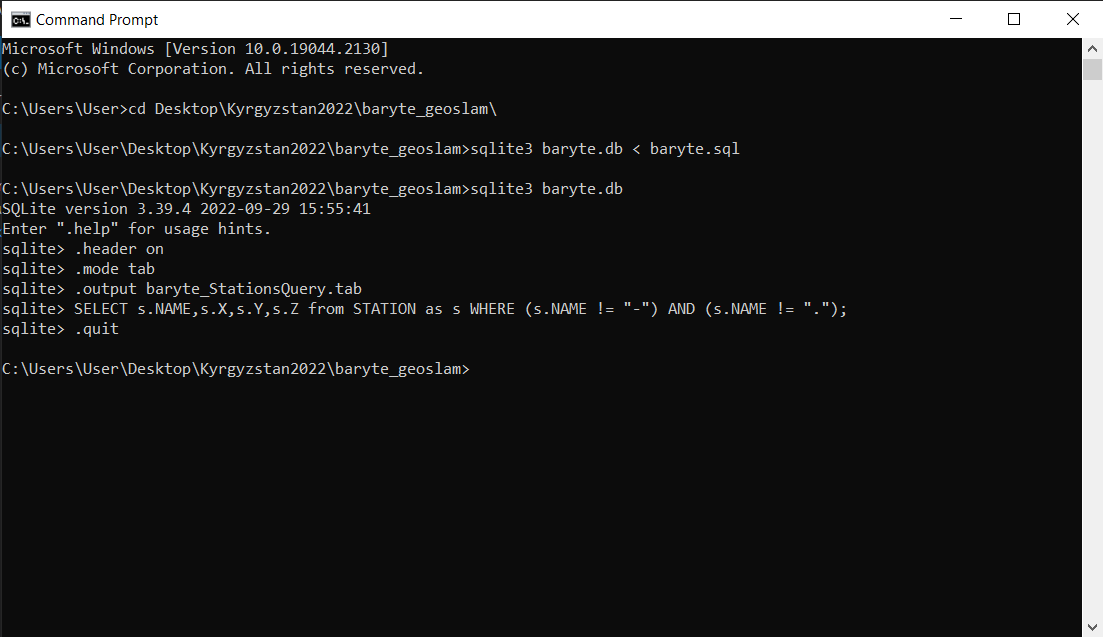 Command Prompt
Microsoft Windows [Version 10.0.19044.2130]
(c) Microsoft Corporation. All rights reserved.
C:\Users\User>cd Desktop\Kyrgyzstan2022\baryte_geoslam\
C:\Users\User\Desktop\Kyrgyzstan2022\baryte_geoslam>sqlite3 baryte.db < baryte.sql
C:\Users\User\Desktop\Kyrgyzstan2022\baryte_geoslam>sqlite3 baryte.db
SQLite version 3.39.4 2022-09-29 15:55:41
Enter ".help" for usage hints.
sqlite> .header on
sqlite> .mode tab
sqlite> .output baryte_StationsQuery.tab
sqlite> SELECT s.NAME,s.X,s.Y,s.Z from STATION as s WHERE (s.NAME != "-") AND (s.NAME != ".");
sqlite> .quit
C:\Users\User\Desktop\Kyrgyzstan2022\baryte_geoslam>